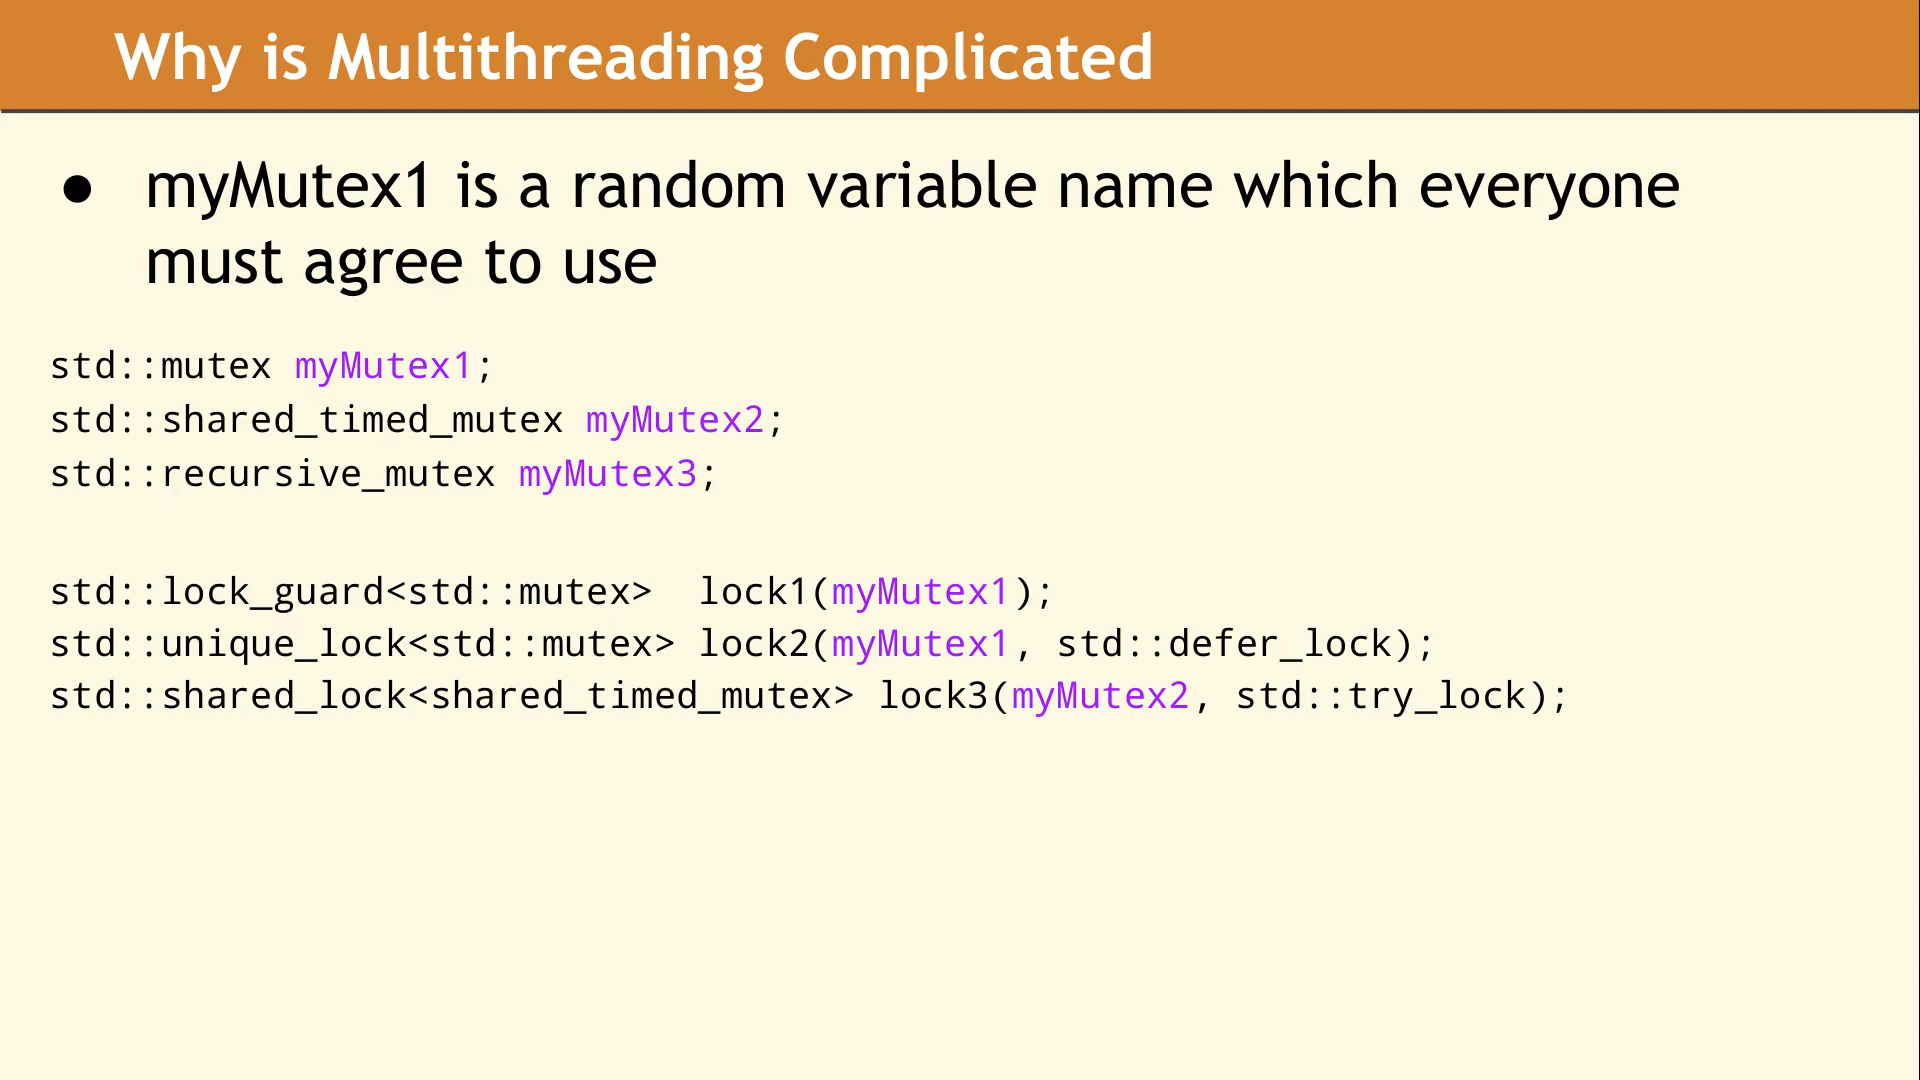 Why is Multithreading Complicated
● myMutex1 is a random variable name which everyone
must agree to use
std::mutex myMutex1;
std::shared_timed_mutex myMutex2;
std::recursive_mutex myMutex3;
std::lock_guard<std::mutex>  lock1(myMutex1);
std::unique_lock<std::mutex> lock2(myMutex1, std::defer_lock);
std::shared_lock<shared_timed_mutex> lock3(myMutex2, std::try_lock);